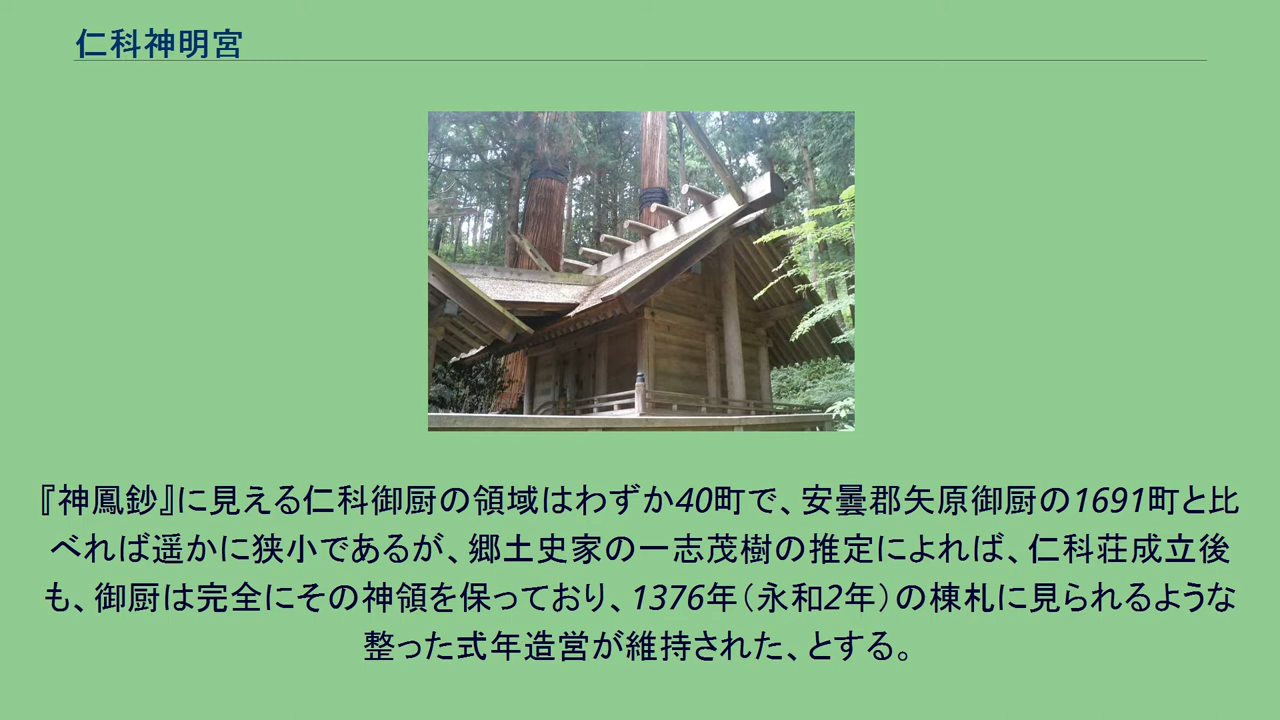 仁科神明宮
『神鳳鈔』に見える仁科御厨の領域はわずか40町で、安曇郡矢原御厨の1691町と比
べれば遥かに狭小であるが、郷土史家の一志茂樹の推定によれば、仁科荘成立後
も、御厨は完全にその神領を保っており、1376年（永和2年）の棟札に見られるような
整った式年造営が維持された、とする。